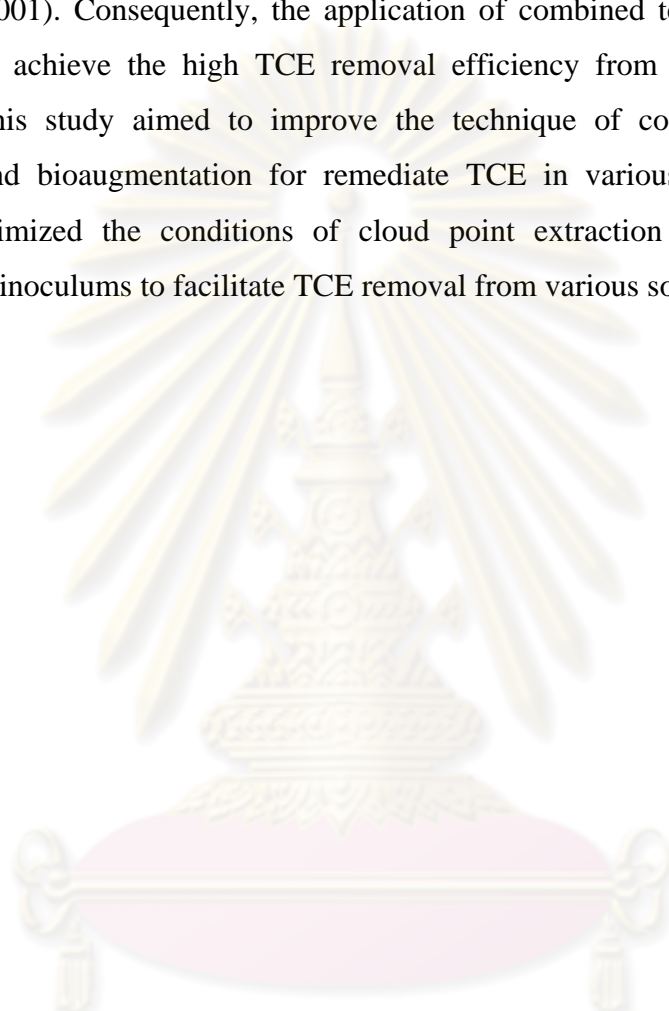 001). Consequently, the application of combined
achieve the high TCE removal efficiency from
his study aimed to improve the technique of co
nd bioaugmentation for remediate TCE in various
imized the conditions of cloud point extraction
inoculums to facilitate TCE removal from various so